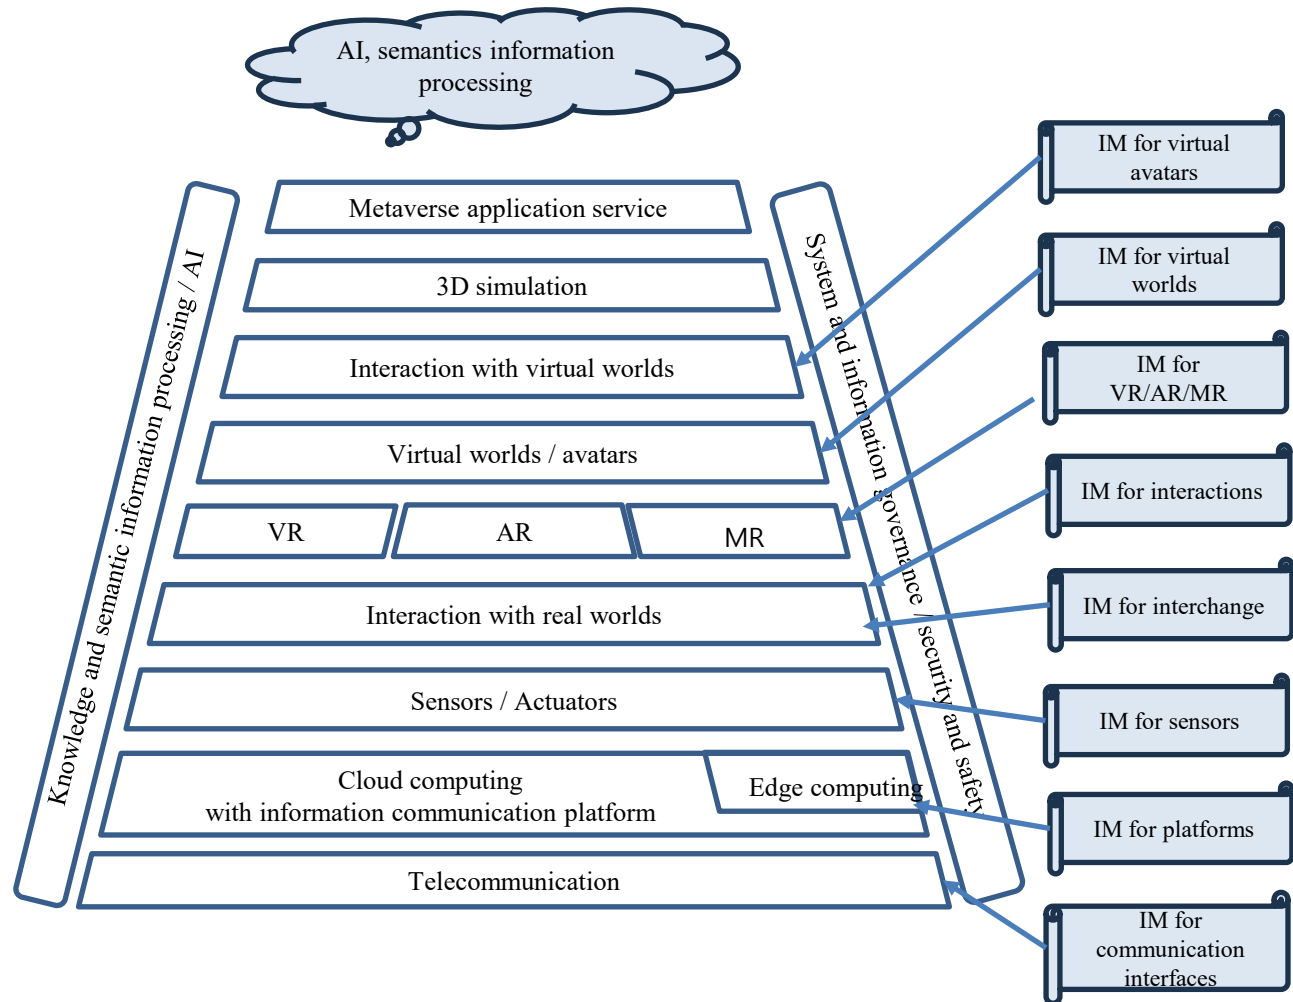 AI, semantics information
processing
Metaverse application service
3D simulation
Interaction with virtual worlds
Virtual worlds / avatars
VR
AR
MR
Interaction with real worlds
Sensors / Actuators
Cloud computing
with information communication platform
Edge computing
Telecommunication
Knowledge and semantic information processing / AI
System and information governance / security and safety
IM for virtual
avatars
IM for virtual
worlds
IM for
VR/AR/MR
IM for interactions
IM for interchange
IM for sensors
IM for platforms
IM for
communication
interfaces